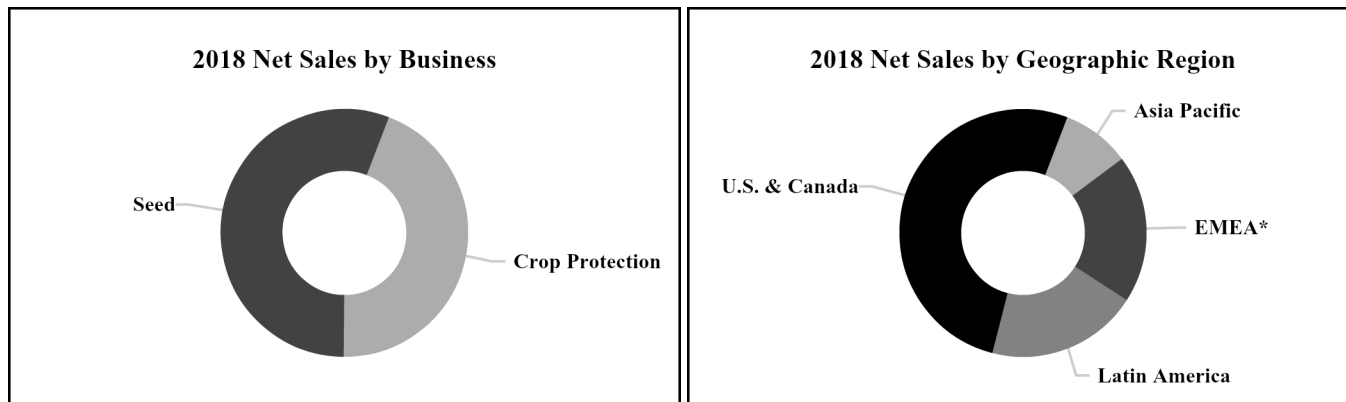 2018 Net Sales by Business
Seed
Crop Protection
2018 Net Sales by Geographic Region
Asia Pacific
U.S. & Canada
EMEA*
Latin America